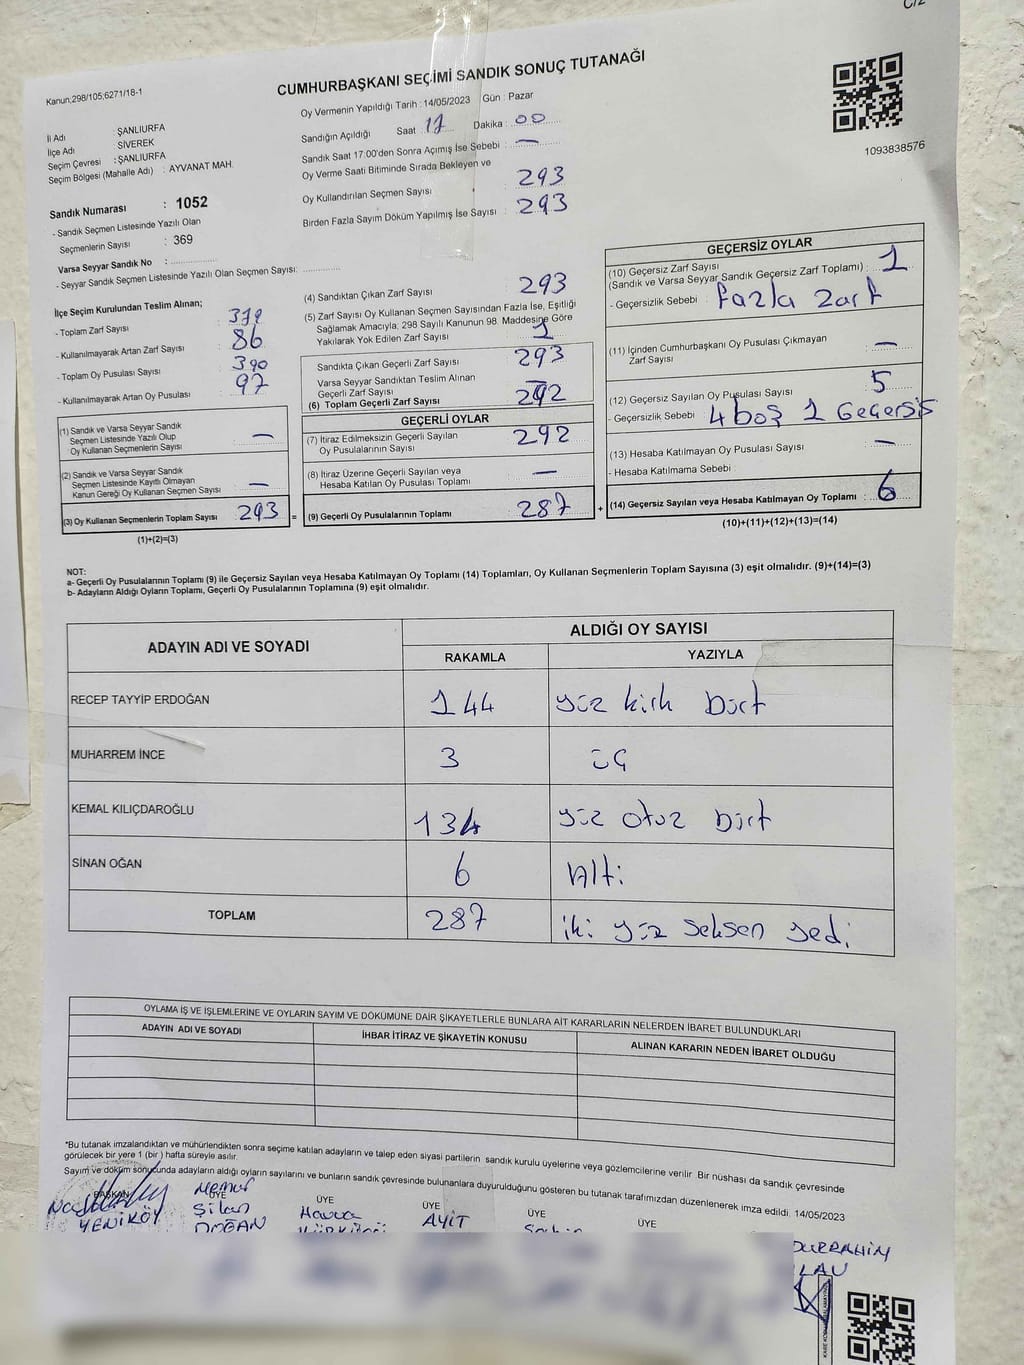 C/2
CUMHURBAŞKANI SEÇİMİ SANDIK SONUÇ TUTANAĞI
Kanun;298/105;6271/18-1
Oy Vermenin Yapıldığı Tarih : 14/05/2023 Gün : Pazar
İl Adı : ŞANLIURFA
İlçe Adı : SİVEREK
Seçim Çevresi : ŞANLIURFA
Seçim Bölgesi (Mahalle Adı) : AYVANAT MAH.
Sandığın Açıldığı Saat 17 Dakika : 00
Sandık Saat 17:00'den Sonra Açımış İse Sebebi : —
Oy Verme Saati Bitiminde Sırada Bekleyen ve
Oy Kullandırılan Seçmen Sayısı : 293
Birden Fazla Sayım Döküm Yapılmış İse Sayısı : 293
1093838576
Sandık Numarası : 1052
- Sandık Seçmen Listesinde Yazılı Olan
Seçmenlerin Sayısı : 369
Varsa Seyyar Sandık No :
- Seyyar Sandık Seçmen Listesinde Yazılı Olan Seçmen Sayısı:
İlçe Seçim Kurulundan Teslim Alınan;
- Toplam Zarf Sayısı 379
- Kullanılmayarak Artan Zarf Sayısı 86
- Toplam Oy Pusulası Sayısı 390
- Kullanılmayarak Artan Oy Pusulası 97
(1) Sandık ve Varsa Seyyar Sandık
Seçmen Listesinde Yazılı Olup
Oy Kullanan Seçmenlerin Sayısı —
(2) Sandık ve Varsa Seyyar Sandık
Seçmen Listesinde Kayıtlı Olmayan
Kanun Gereği Oy Kullanan Seçmen Sayısı —
(3) Oy Kullanan Seçmenlerin Toplam Sayısı 293 =
(1)+(2)=(3)
(4) Sandıktan Çıkan Zarf Sayısı 293
(5) Zarf Sayısı Oy Kullanan Seçmen Sayısından Fazla İse, Eşitliği
Sağlamak Amacıyla; 298 Sayılı Kanunun 98. Maddesine Göre
Yakılarak Yok Edilen Zarf Sayısı 1
Sandıkta Çıkan Geçerli Zarf Sayısı 293
Varsa Seyyar Sandıktan Teslim Alınan
Geçerli Zarf Sayısı
(6) Toplam Geçerli Zarf Sayısı 292
GEÇERLİ OYLAR
(7) İtiraz Edilmeksizin Geçerli Sayılan
Oy Pusulalarının Sayısı 292
(8) İtiraz Üzerine Geçerli Sayılan veya
Hesaba Katılan Oy Pusulası Toplamı —
(9) Geçerli Oy Pusulalarının Toplamı 287 +
GEÇERSİZ OYLAR
(10) Geçersiz Zarf Sayısı
(Sandık ve Varsa Seyyar Sandık Geçersiz Zarf Toplamı) : 1
- Geçersizlik Sebebi : fazla zarf
(11) İçinden Cumhurbaşkanı Oy Pusulası Çıkmayan
Zarf Sayısı —
(12) Geçersiz Sayılan Oy Pusulası Sayısı 5
- Geçersizlik Sebebi : 4 boş 1 Geçersis
(13) Hesaba Katılmayan Oy Pusulası Sayısı —
- Hesaba Katılmama Sebebi :
(14) Geçersiz Sayılan veya Hesaba Katılmayan Oy Toplamı : 6
(10)+(11)+(12)+(13)=(14)
NOT:
a- Geçerli Oy Pusulalarının Toplamı (9) ile Geçersiz Sayılan veya Hesaba Katılmayan Oy Toplamı (14) Toplamları, Oy Kullanan Seçmenlerin Toplam Sayısına (3) eşit olmalıdır. (9)+(14)=(3)
b- Adayların Aldığı Oyların Toplamı, Geçerli Oy Pusulalarının Toplamına (9) eşit olmalıdır.
ADAYIN ADI VE SOYADI ALDIĞI OY SAYISI
RAKAMLA YAZIYLA
RECEP TAYYİP ERDOĞAN 144 yüz kırk Dört
MUHARREM İNCE 3 üç
KEMAL KILIÇDAROĞLU 134 yüz otuz Dört
SİNAN OĞAN 6 Altı
TOPLAM 287 iki yüz seksen yedi
OYLAMA İŞ VE İŞLEMLERİNE VE OYLARIN SAYIM VE DÖKÜMÜNE DAİR ŞİKAYETLERLE BUNLARA AİT KARARLARIN NELERDEN İBARET BULUNDUKLARI
ADAYIN ADI VE SOYADI İHBAR İTİRAZ VE ŞİKAYETİN KONUSU ALINAN KARARIN NEDEN İBARET OLDUĞU
*Bu tutanak imzalandıktan ve mühürlendikten sonra seçime katılan adayların ve talep eden siyasi partilerin sandık kurulu üyelerine veya gözlemcilerine verilir Bir nüshası da sandık çevresinde
görülecek bir yere 1 (bir ) hafta süreyle asılır.
Sayım ve döküm sonucunda adayların aldığı oyların sayılarını ve bunların sandık çevresinde bulunanlara duyurulduğunu gösteren bu tutanak tarafımızdan düzenlenerek imza edildi. 14/05/2023
BAŞKAN ÜYE ÜYE ÜYE ÜYE ÜYE
YENİKÖY
Memur
Şilan
DOĞAN
Havva
AYİT